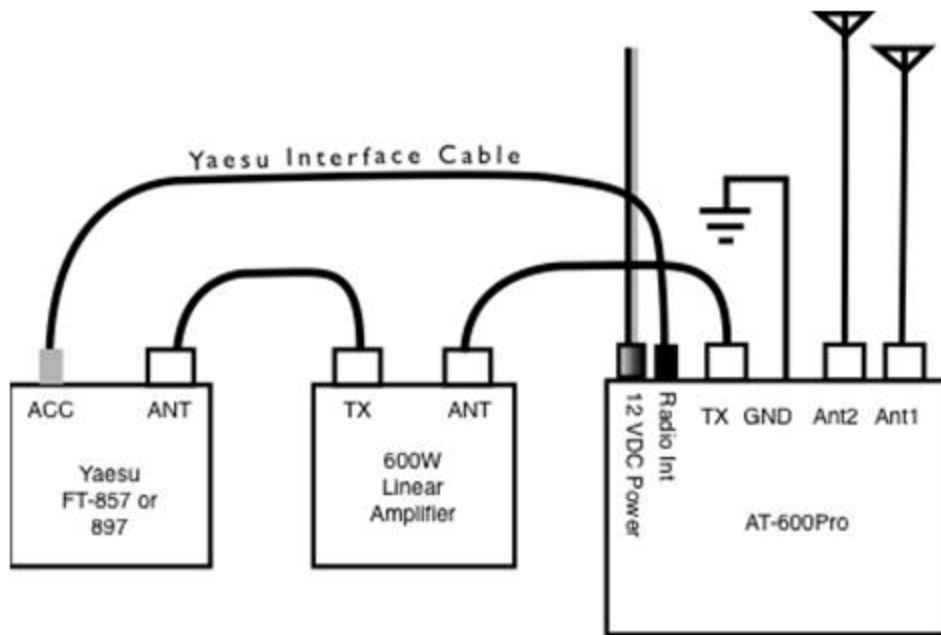 Yaesu Interface Cable
ACC ANT
Yaesu
FT-857 or
897
TX ANT
600W
Linear
Amplifier
12 VDC Power
Radio Int
TX GND Ant2 Ant1
AT-600Pro